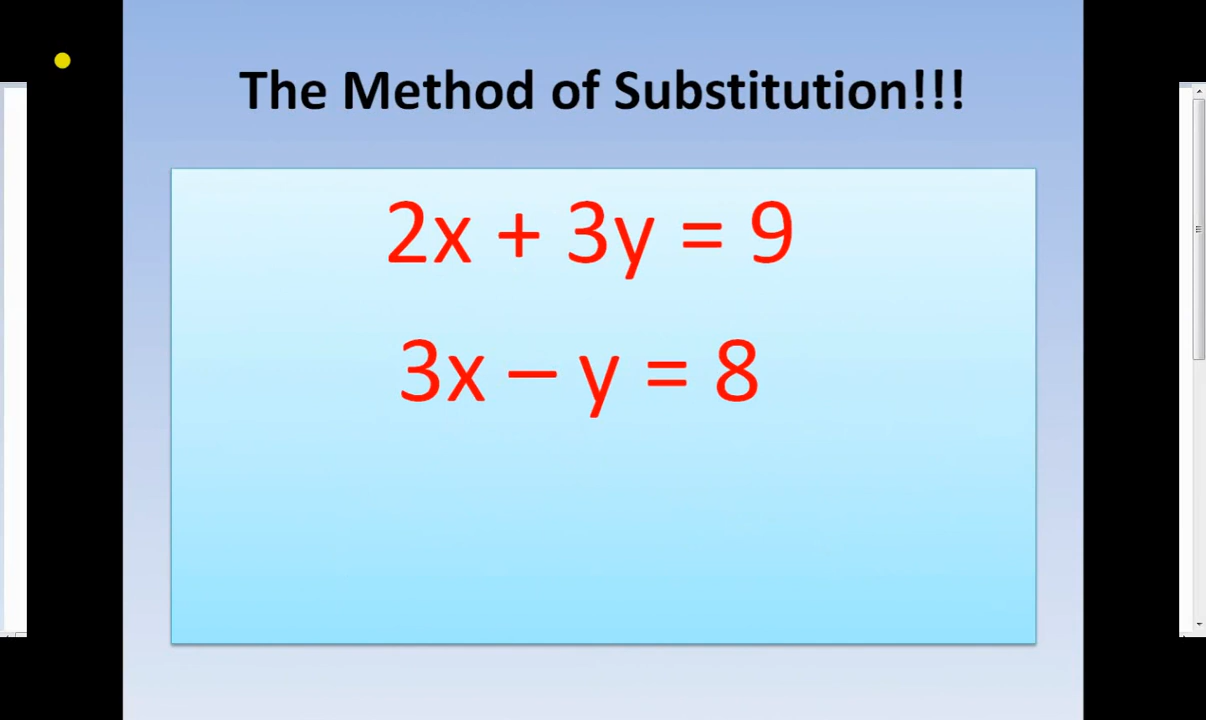 The Method of Substitution!!!
2x + 3y = 9
3x – y = 8